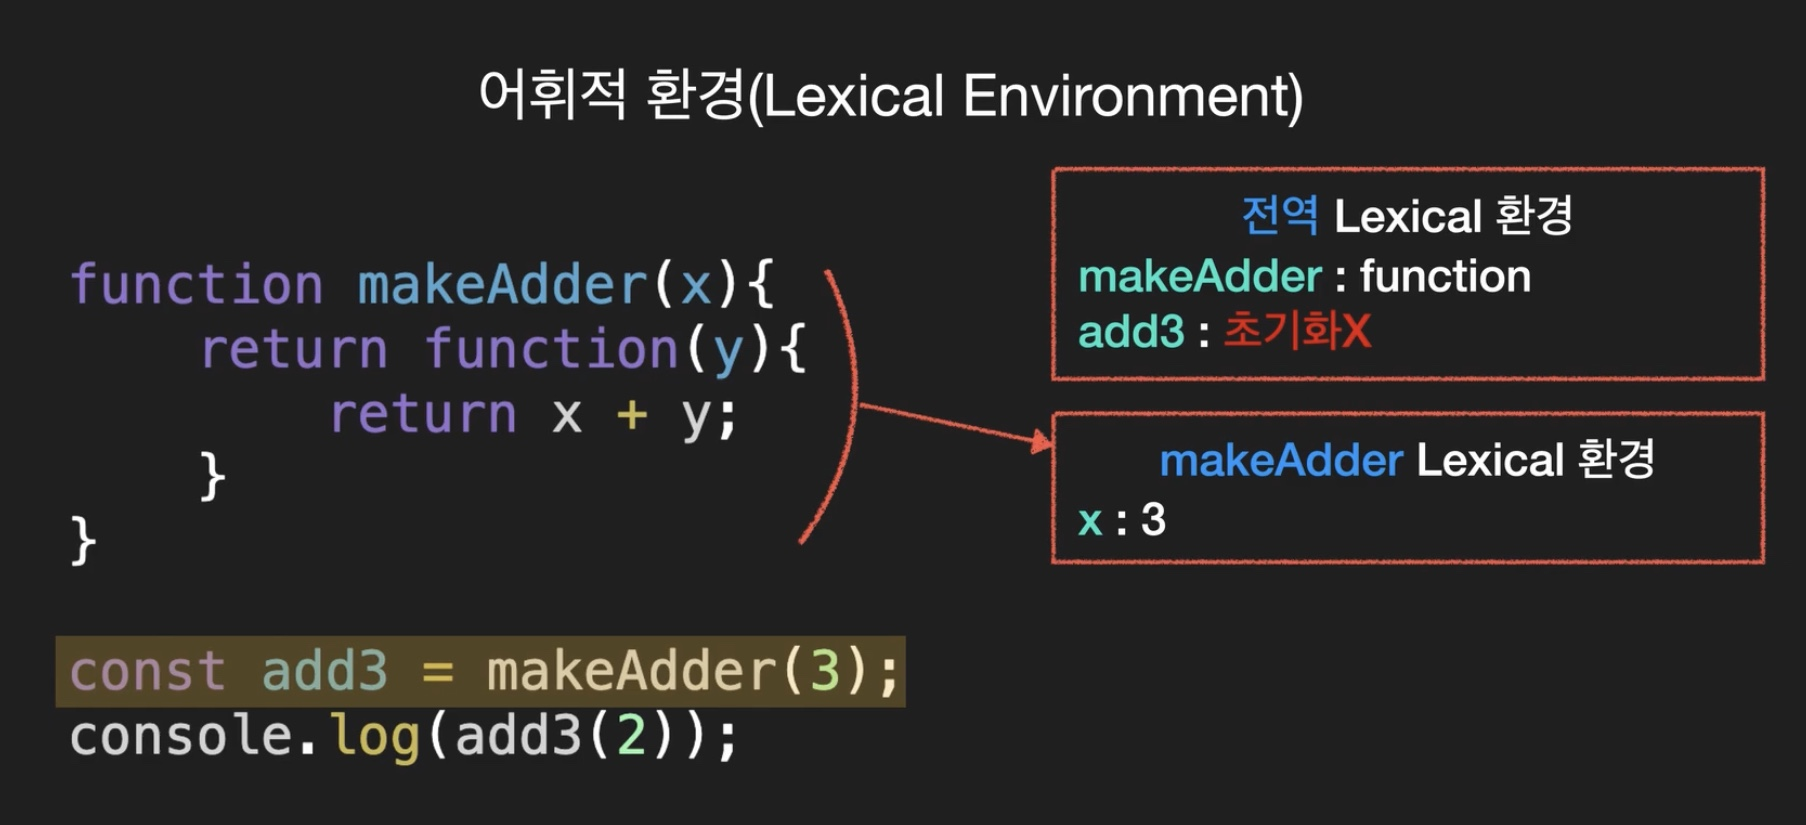 어휘적 환경(Lexical Environment)
function makeAdder(x){
return function(y){
return x + y;
}
}
const add3 = makeAdder(3);
console.log(add3(2));
전역 Lexical 환경
makeAdder : function
add3 : 초기화X
makeAdder Lexical 환경
x : 3